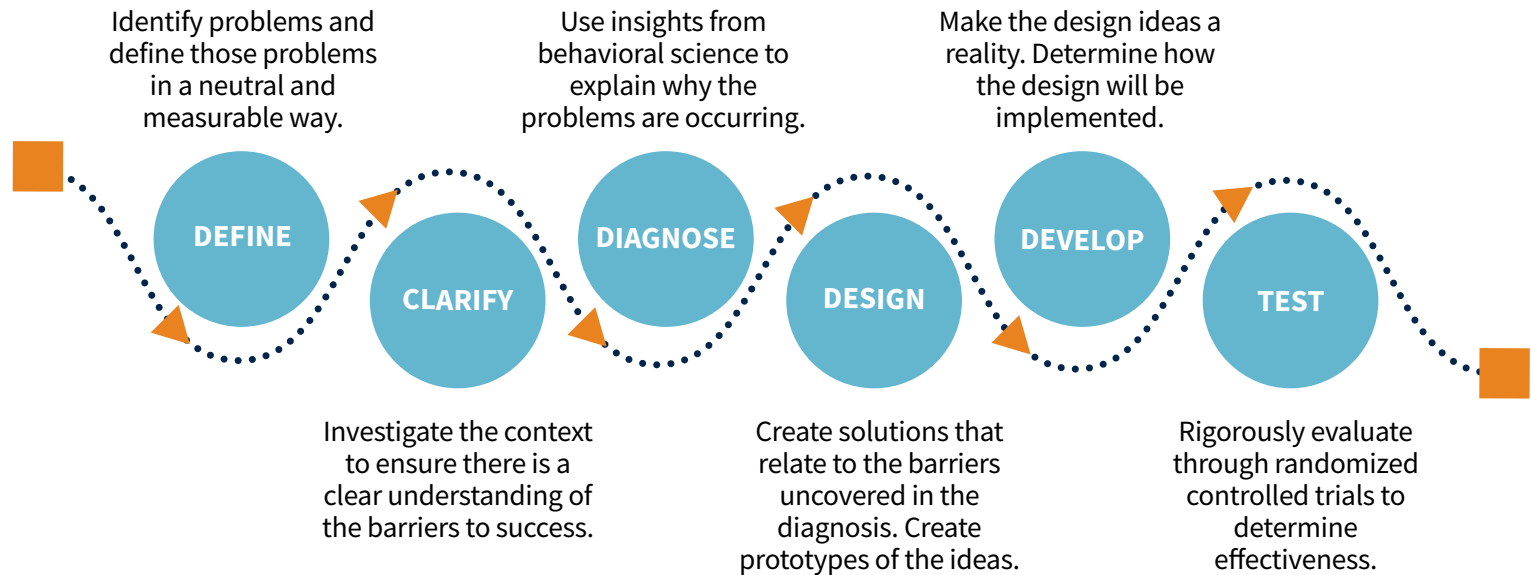 Identify problems and
define those problems
in a neutral and
measurable way.
DEFINE
CLARIFY
Investigate the context
to ensure there is a
clear understanding of
the barriers to success.
Use insights from
behavioral science to
explain why the
problems are occurring.
DIAGNOSE
DESIGN
Create solutions that
relate to the barriers
uncovered in the
diagnosis. Create
prototypes of the ideas.
Make the design ideas a
reality. Determine how
the design will be
implemented.
DEVELOP
TEST
Rigorously evaluate
through randomized
controlled trials to
determine
effectiveness.